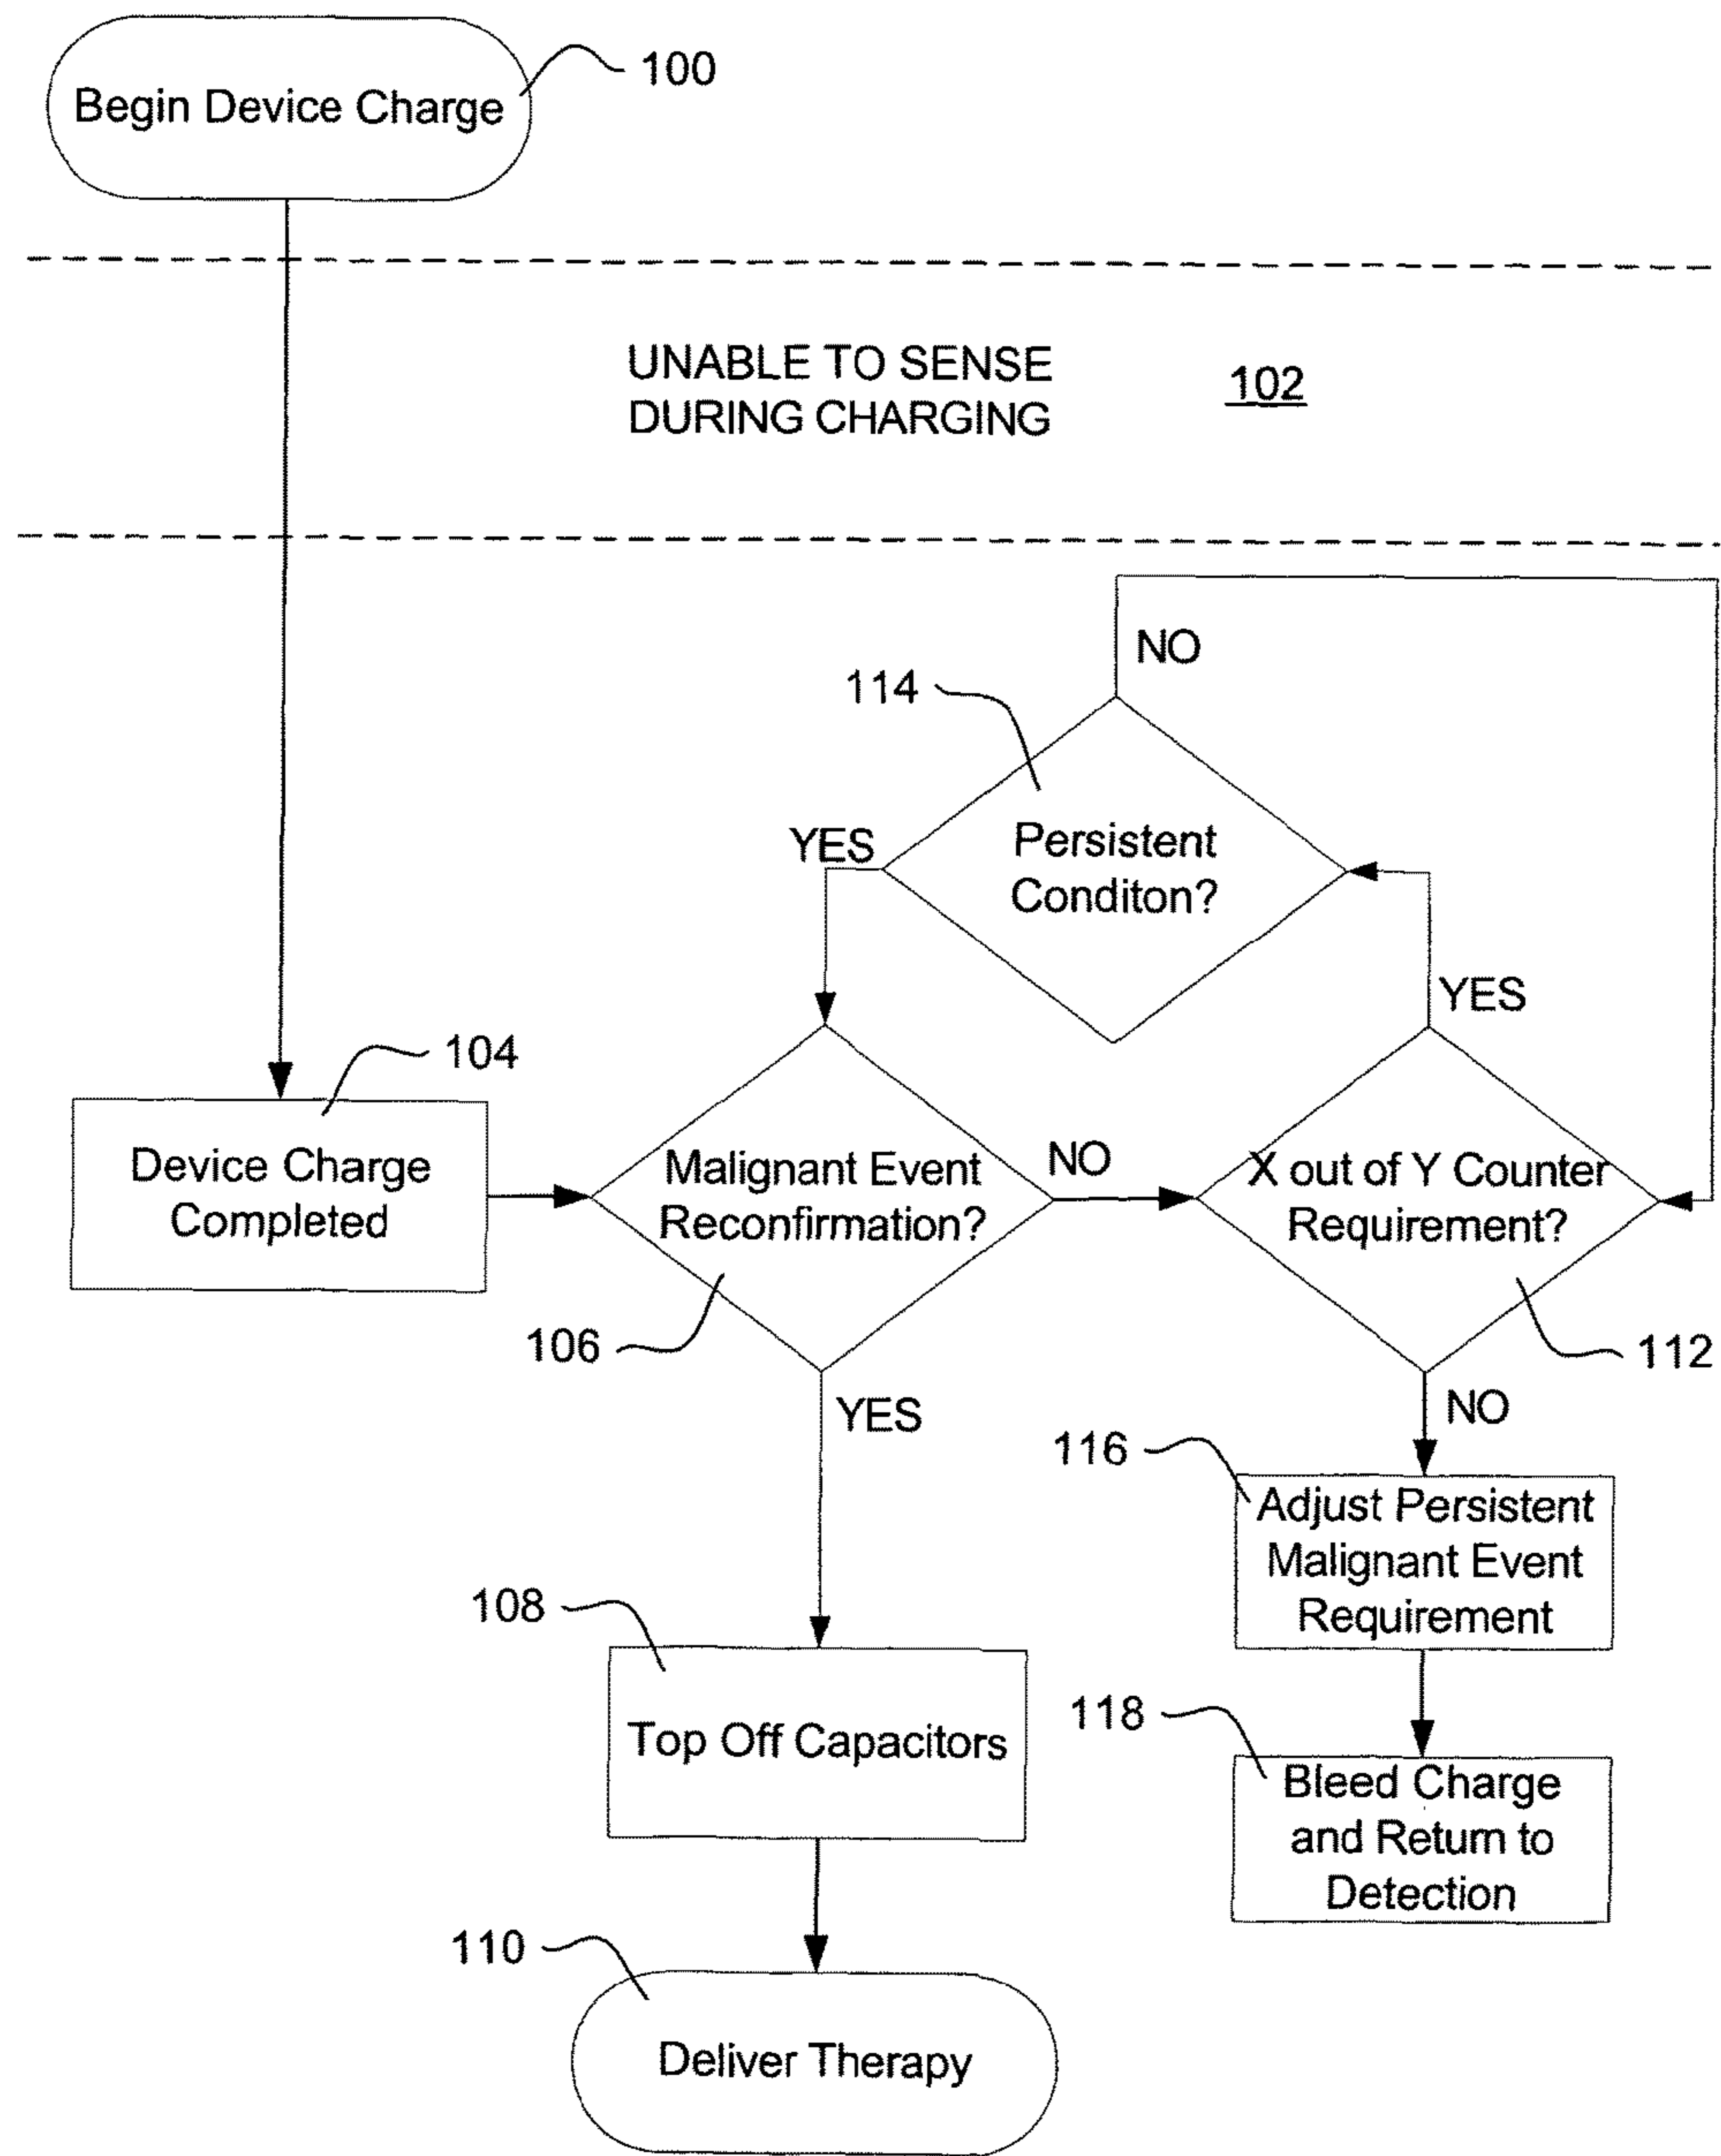 100
Begin Device Charge
UNABLE TO SENSE
DURING CHARGING
102
NO
114
YES
Persistent
Conditon?
YES
104
Device Charge
Completed
Malignant Event
Reconfirmation?
NO
X out of Y Counter
Requirement?
106
112
YES
NO
116
Adjust Persistent
Malignant Event
Requirement
108
Top Off Capacitors
118
Bleed Charge
and Return to
Detection
110
Deliver Therapy